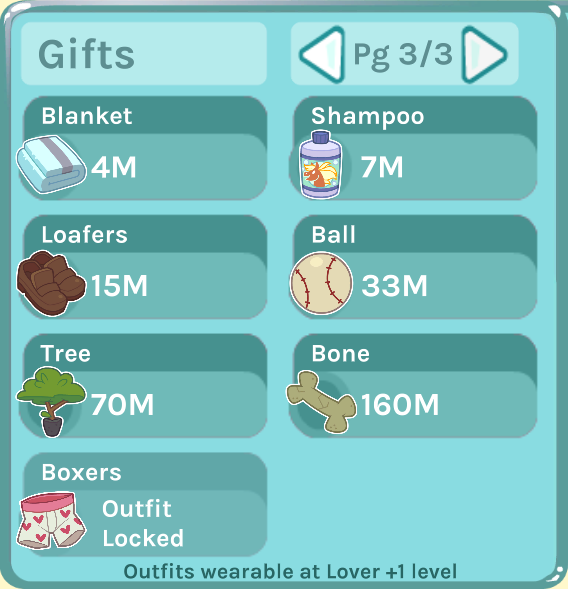 Gifts
Pg 3/3
Blanket
4M
Shampoo
7M
Loafers
15M
Ball
33M
Tree
70M
Bone
160M
Boxers
Outfit
Locked
Outfits wearable at Lover +1 level